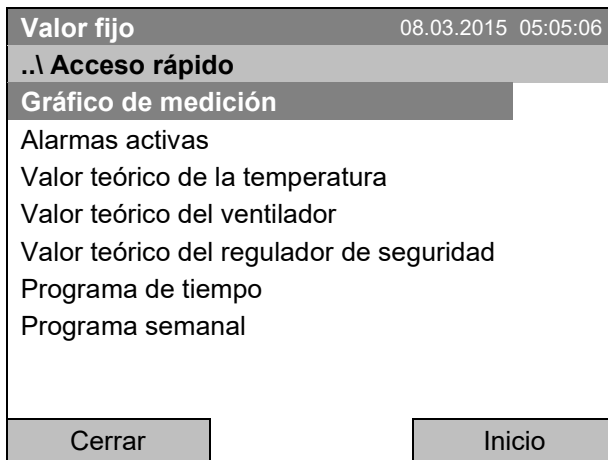 Valor fijo 08.03.2015 05:05:06
..\ Acceso rápido
Gráfico de medición
Alarmas activas
Valor teórico de la temperatura
Valor teórico del ventilador
Valor teórico del regulador de seguridad
Programa de tiempo
Programa semanal
Cerrar Inicio